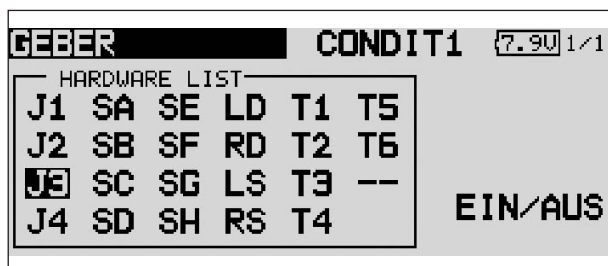 GEBER CONDIT1 7.9V 1/1
HARDWARE LIST
J1 SA SE LD T1 T5
J2 SB SF RD T2 T6
J3 SC SG LS T3 --
J4 SD SH RS T4
EIN/AUS